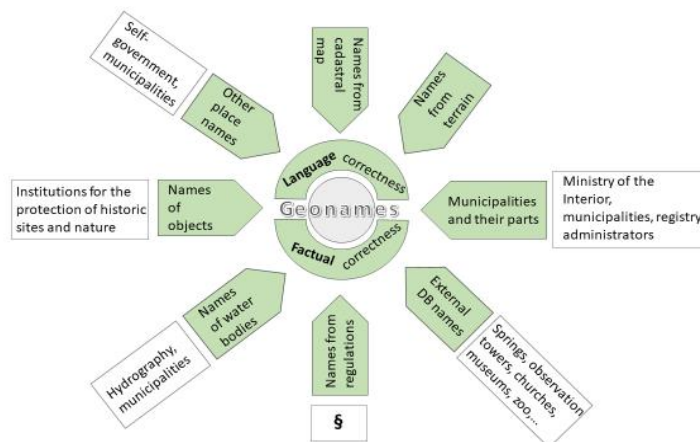 Self-
government,
municipalities
Other
place
names
Names from
cadastral
map
Names
from
terrain
Language
correctness
Institutions for the
protection of historic
sites and nature
Names
of
objects
Geonames
Municipalities
and their parts
Ministry of the
Interior,
municipalities, registry
administrators
Factual
correctness
Hydrography,
municipalities
Names
of water
bodies
Names from
regulations
§
External
DB names
Springs, observation
towers, churches,
museums, zoo,...